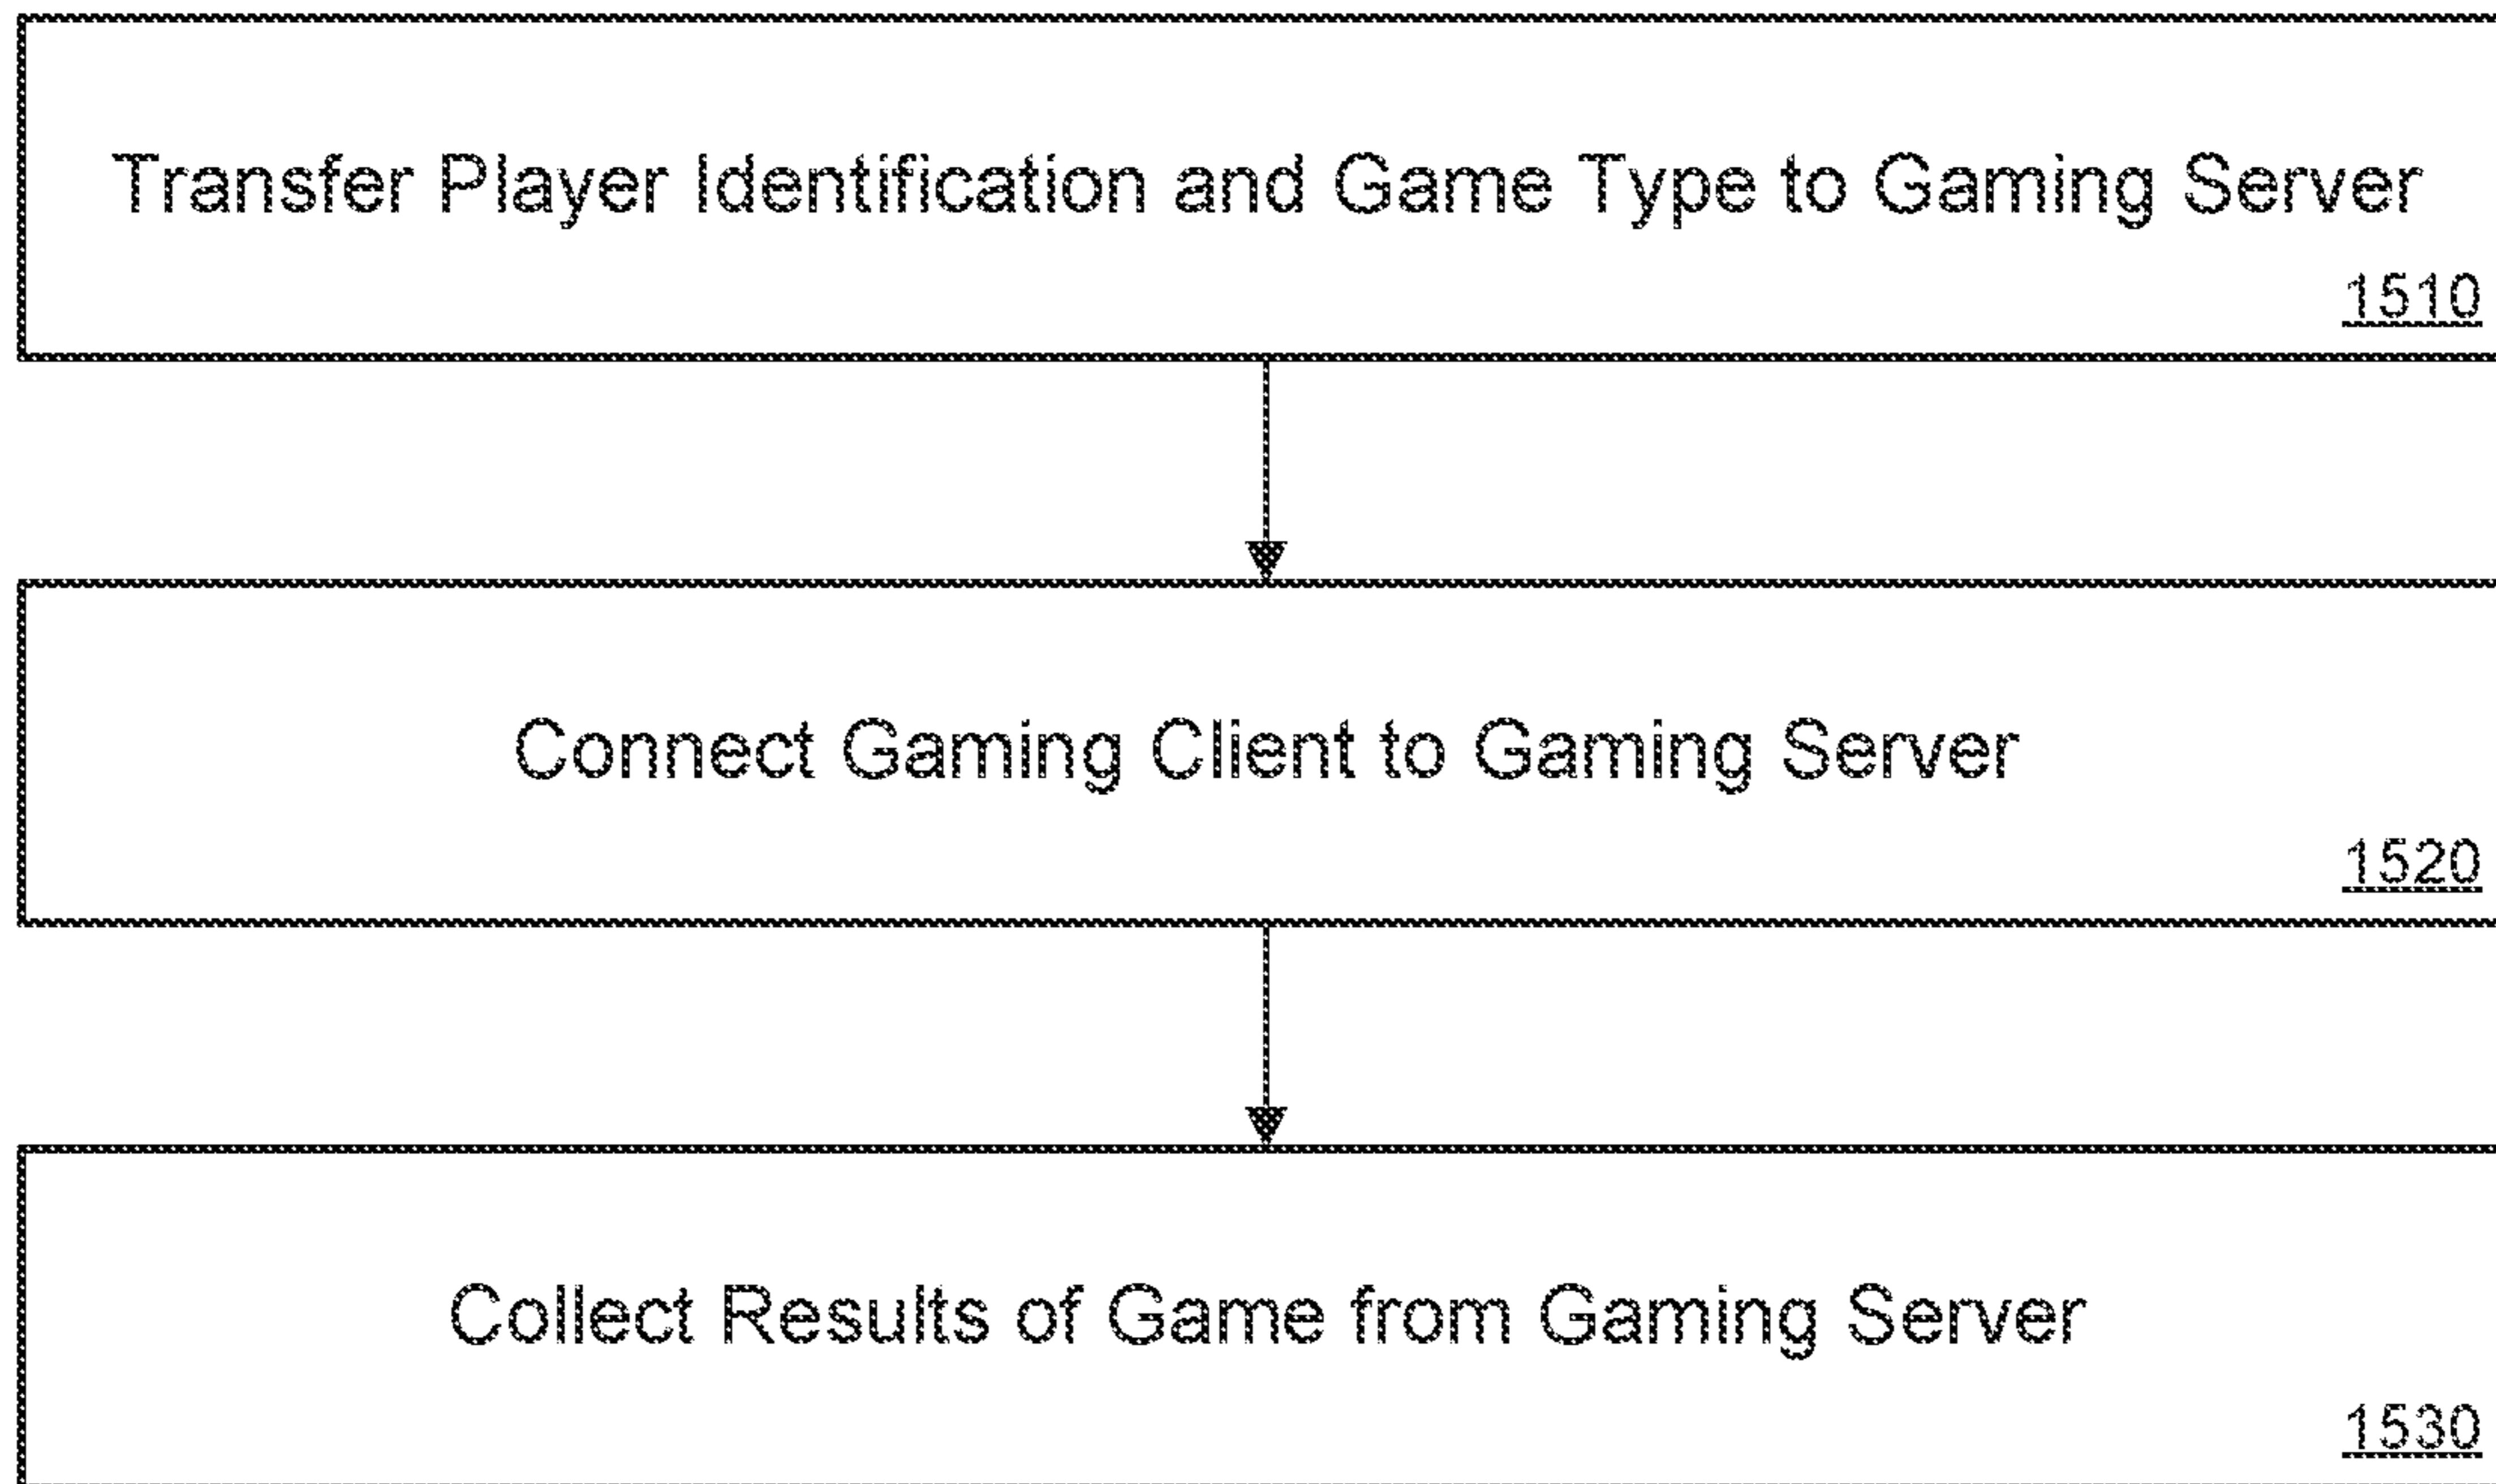 Transfer Player Identification and Game Type to Gaming Server
1510
Connect Gaming Client to Gaming Server
1520
Collect Results of Game from Gaming Server
1530